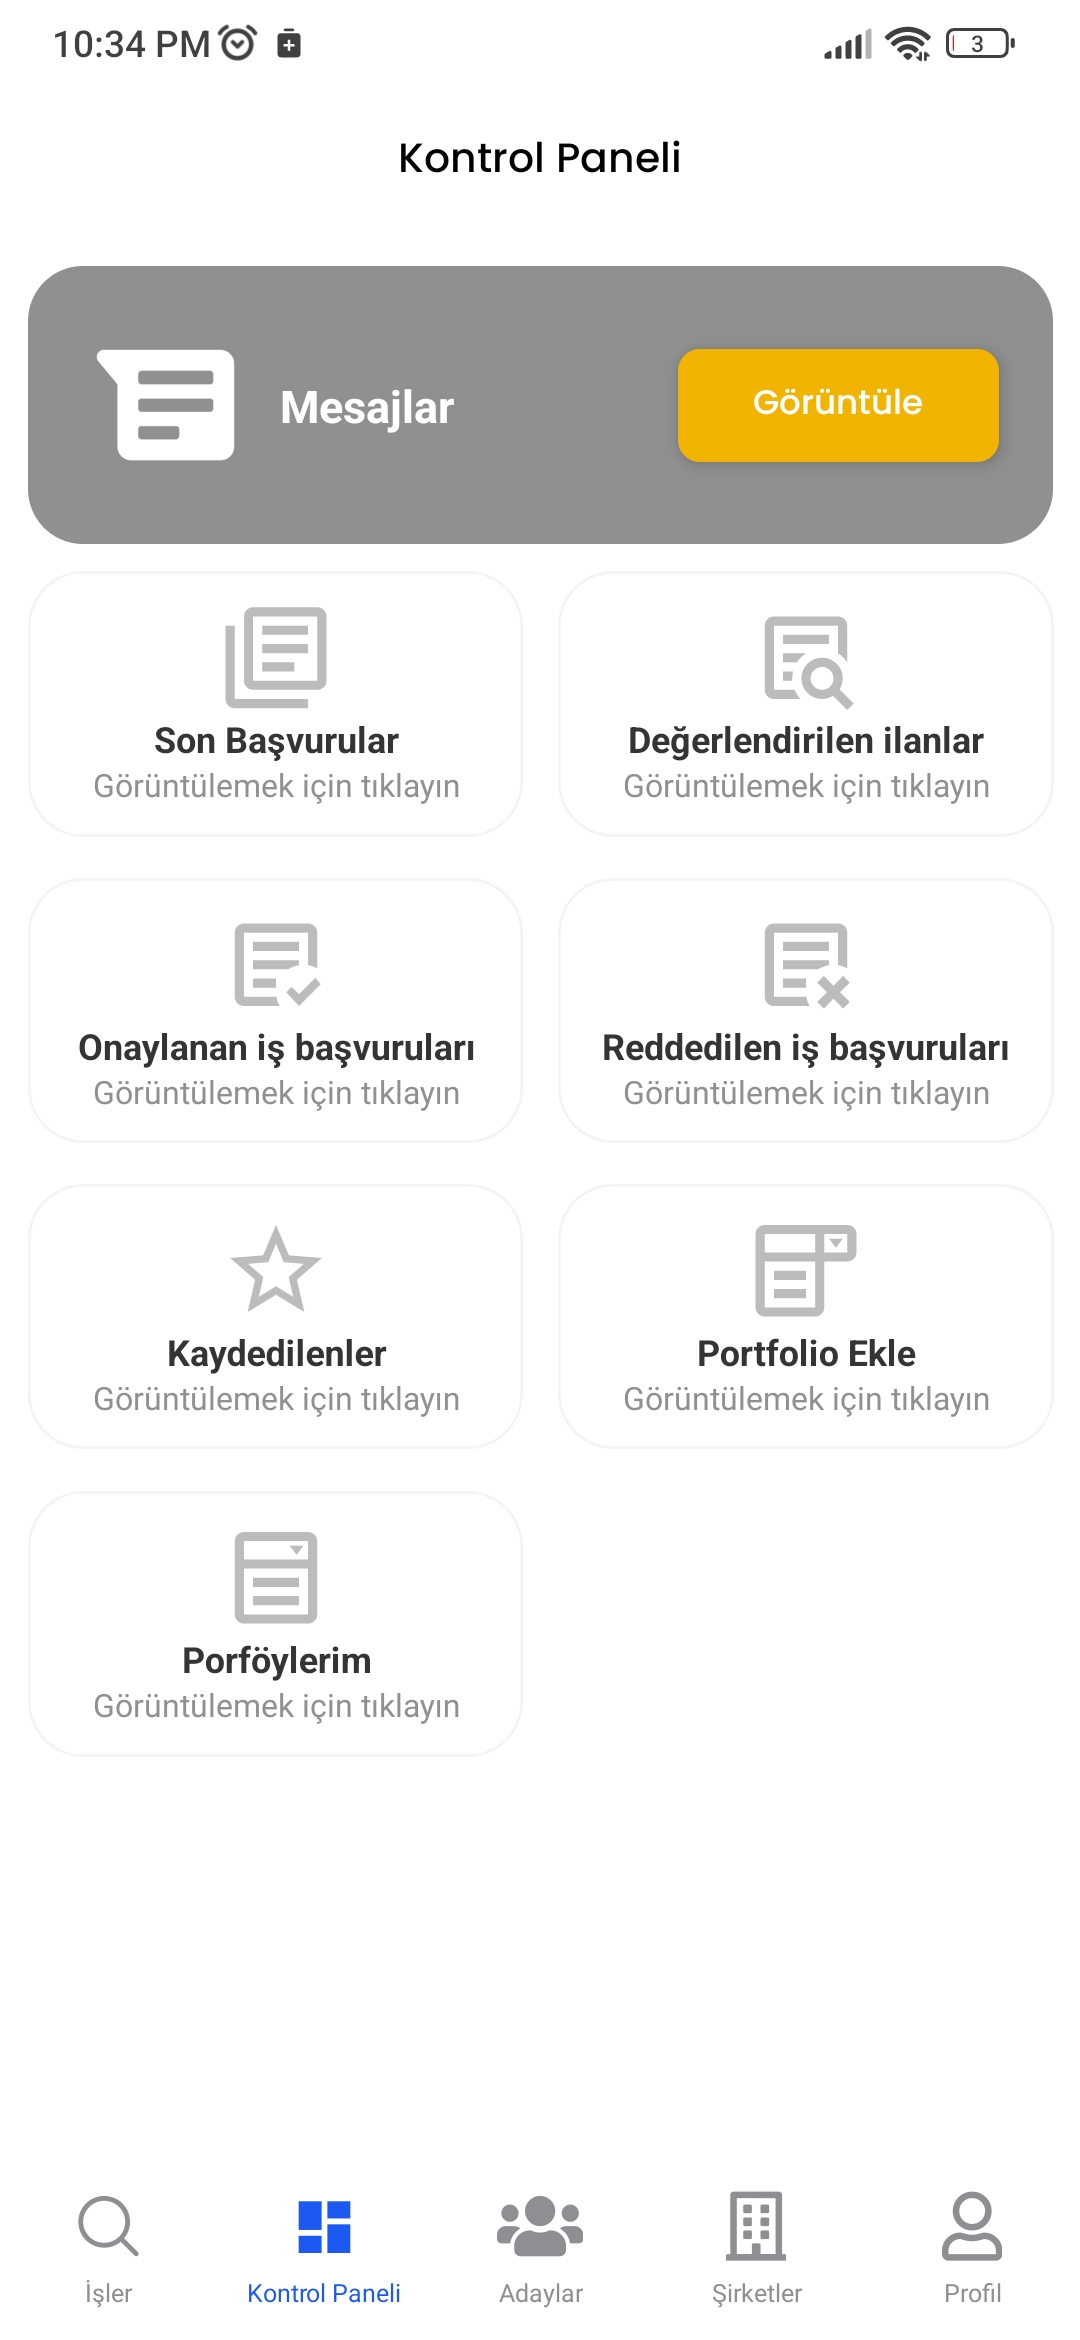 10:34 PM
3
Kontrol Paneli
Mesajlar
Görüntüle
Son Başvurular
Görüntülemek için tıklayın
Değerlendirilen ilanlar
Görüntülemek için tıklayın
Onaylanan iş başvuruları
Görüntülemek için tıklayın
Reddedilen iş başvuruları
Görüntülemek için tıklayın
Kaydedilenler
Görüntülemek için tıklayın
Portfolio Ekle
Görüntülemek için tıklayın
Porföylerim
Görüntülemek için tıklayın
İşler
Kontrol Paneli
Adaylar
Şirketler
Profil